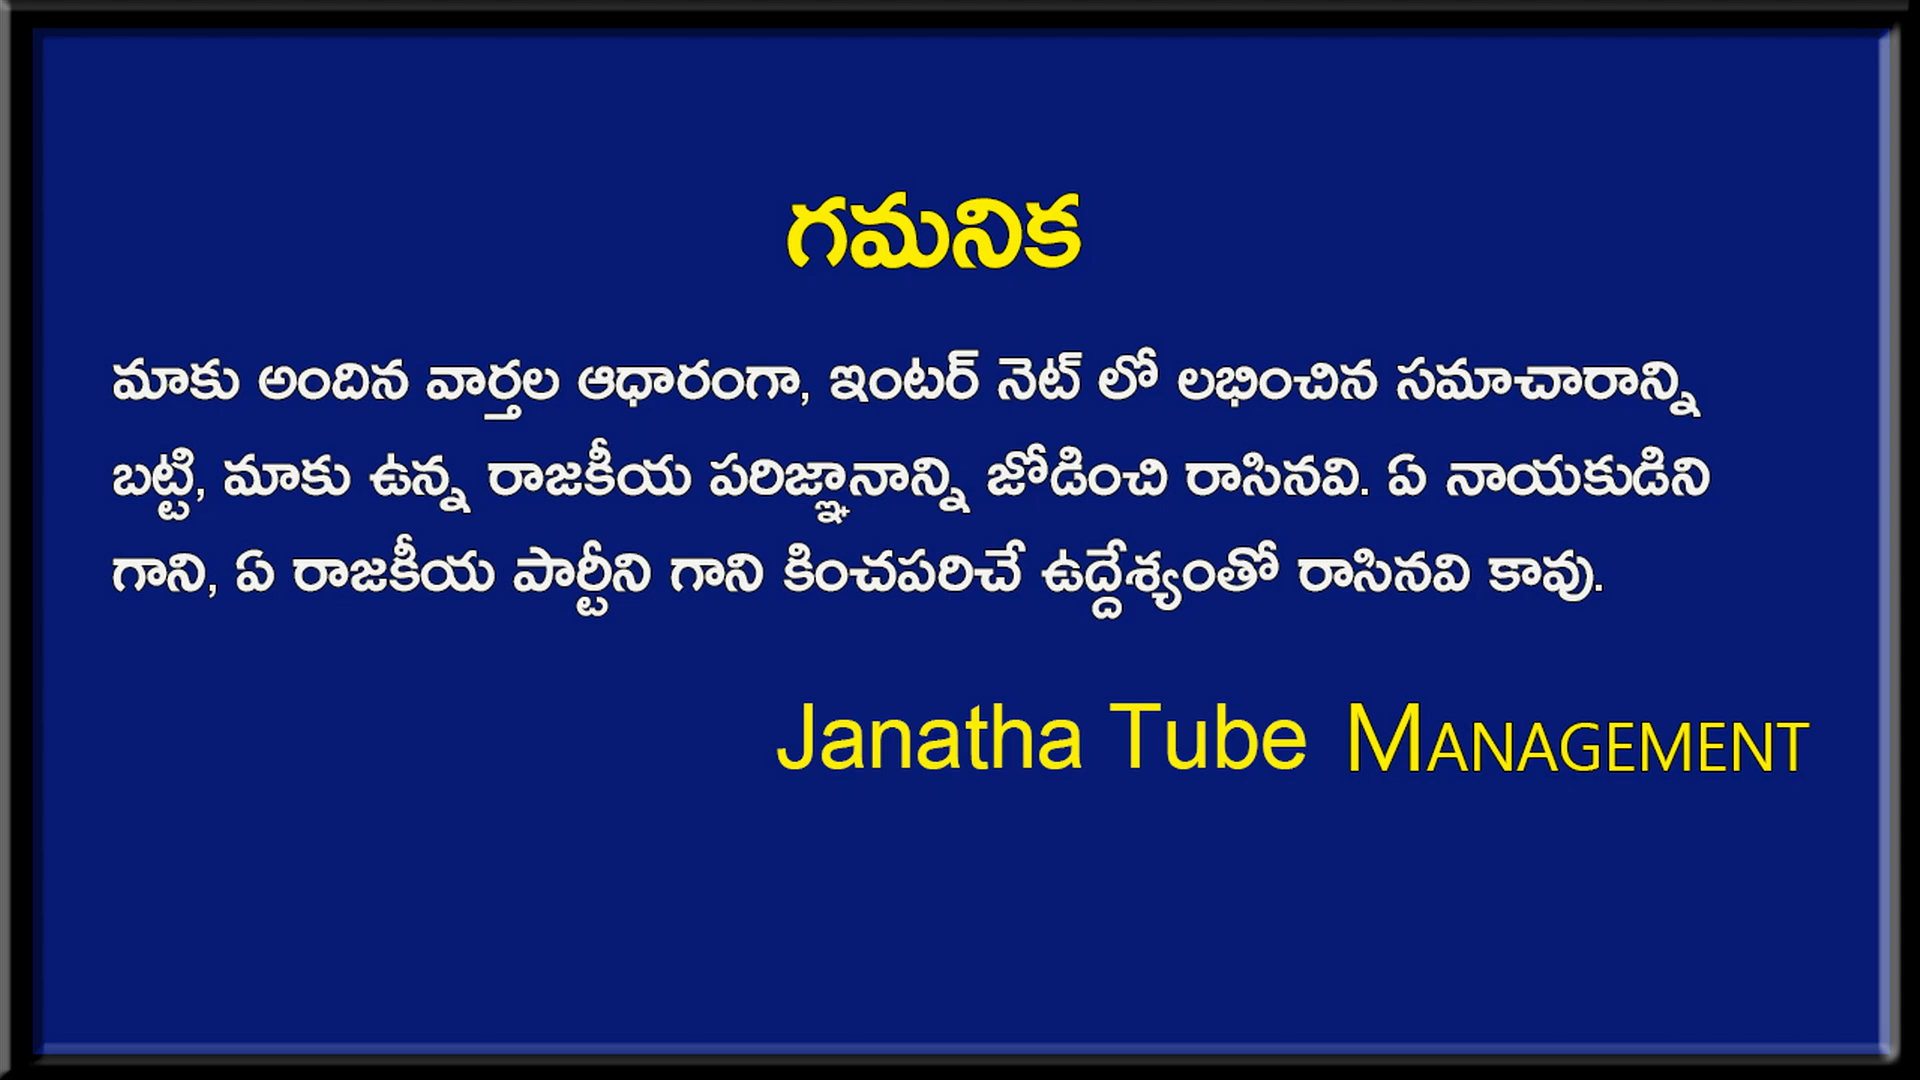 గమనిక
మాకు అందిన వార్తల ఆధారంగా, ఇంటర్ నెట్ లో లభించిన సమాచారాన్ని
బట్టి, మాకు ఉన్న రాజకీయ పరిజ్ఞానాన్ని జోడించి రాసినవి. ఏ నాయకుడిని
గాని, ఏ రాజకీయ పార్టీని గాని కించపరిచే ఉద్దేశ్యంతో రాసినవి కావు.
Janatha Tube MANAGEMENT